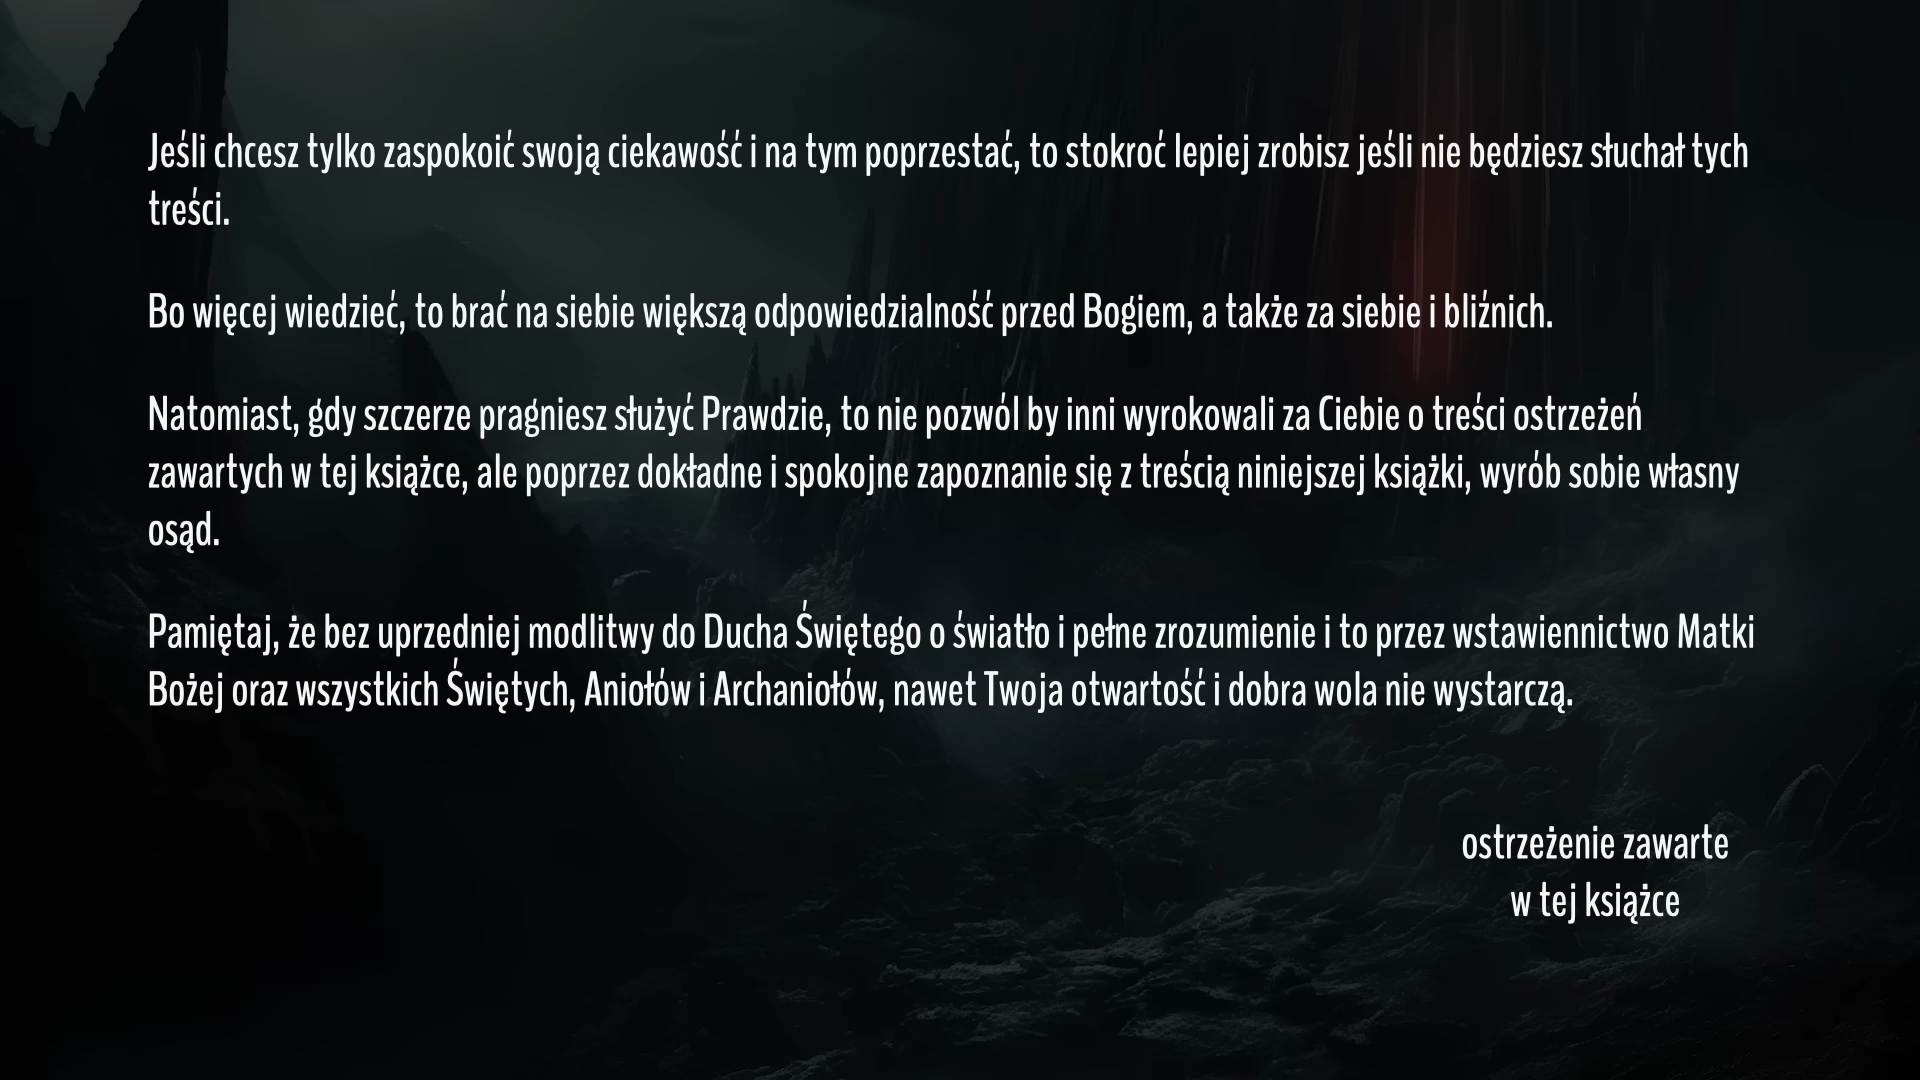 Jeśli chcesz tylko zaspokoić swoją ciekawość i na tym poprzestać, to stokroć lepiej zrobisz jeśli nie będziesz słuchał tych
treści.
Bo więcej wiedzieć, to brać na siebie większą odpowiedzialność przed Bogiem, a także za siebie i bliźnich.
Natomiast, gdy szczerze pragniesz służyć Prawdzie, to nie pozwól by inni wyrokowali za Ciebie o treści ostrzeżeń
zawartych w tej książce, ale poprzez dokładne i spokojne zapoznanie się z treścią niniejszej książki, wyrób sobie własny
osąd.
Pamiętaj, że bez uprzedniej modlitwy do Ducha Świętego o światło i pełne zrozumienie i to przez wstawiennictwo Matki
Bożej oraz wszystkich Świętych, Aniołów i Archaniołów, nawet Twoja otwartość i dobra wola nie wystarczą.
ostrzeżenie zawarte
w tej książce